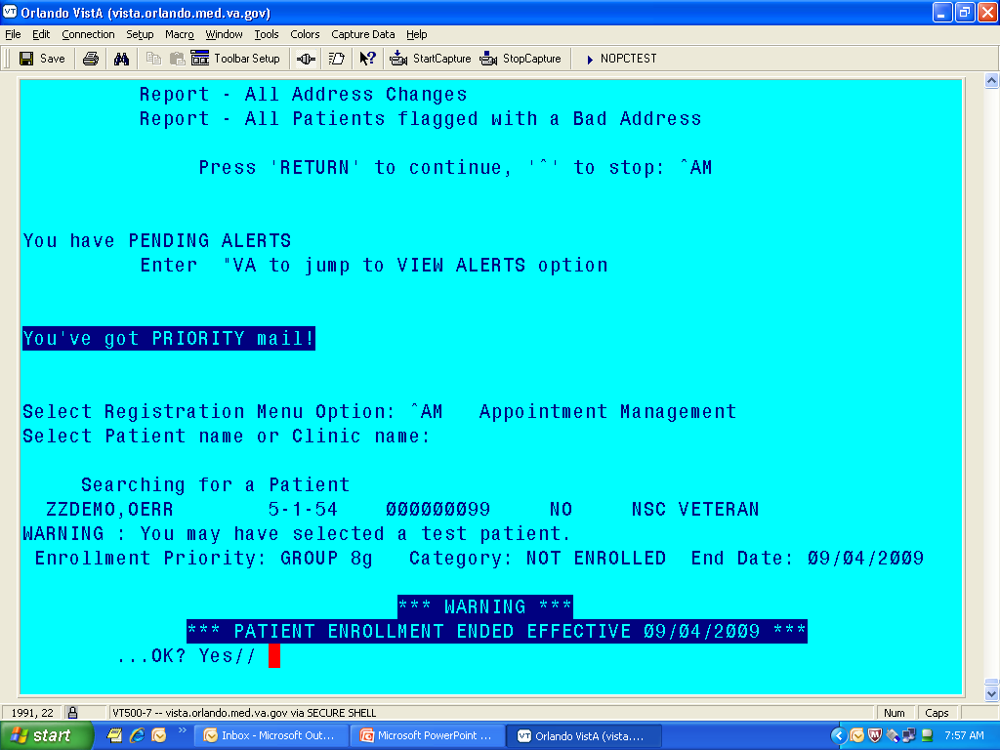 Orlando VistA (vista.orlando.med.va.gov)
File Edit Connection Setup Macro Window Tools Colors Capture Data Help
Save Toolbar Setup StartCapture StopCapture NOPCTEST
Report - All Address Changes
Report - All Patients flagged with a Bad Address
Press 'RETURN' to continue, '^' to stop: ^AM
You have PENDING ALERTS
Enter "VA to jump to VIEW ALERTS option
You've got PRIORITY mail!
Select Registration Menu Option: ^AM Appointment Management
Select Patient name or Clinic name:
Searching for a Patient
ZZDEMO,OERR 5-1-54 000000099 NO NSC VETERAN
WARNING : You may have selected a test patient.
Enrollment Priority: GROUP 8g Category: NOT ENROLLED End Date: 09/04/2009
*** WARNING ***
*** PATIENT ENROLLMENT ENDED EFFECTIVE 09/04/2009 ***
...OK? Yes//
1991, 22 VT500-7 -- vista.orlando.med.va.gov via SECURE SHELL Num Caps
start Inbox - Microsoft Out... Microsoft PowerPoint ... VT Orlando VistA (vista.... 7:57 AM